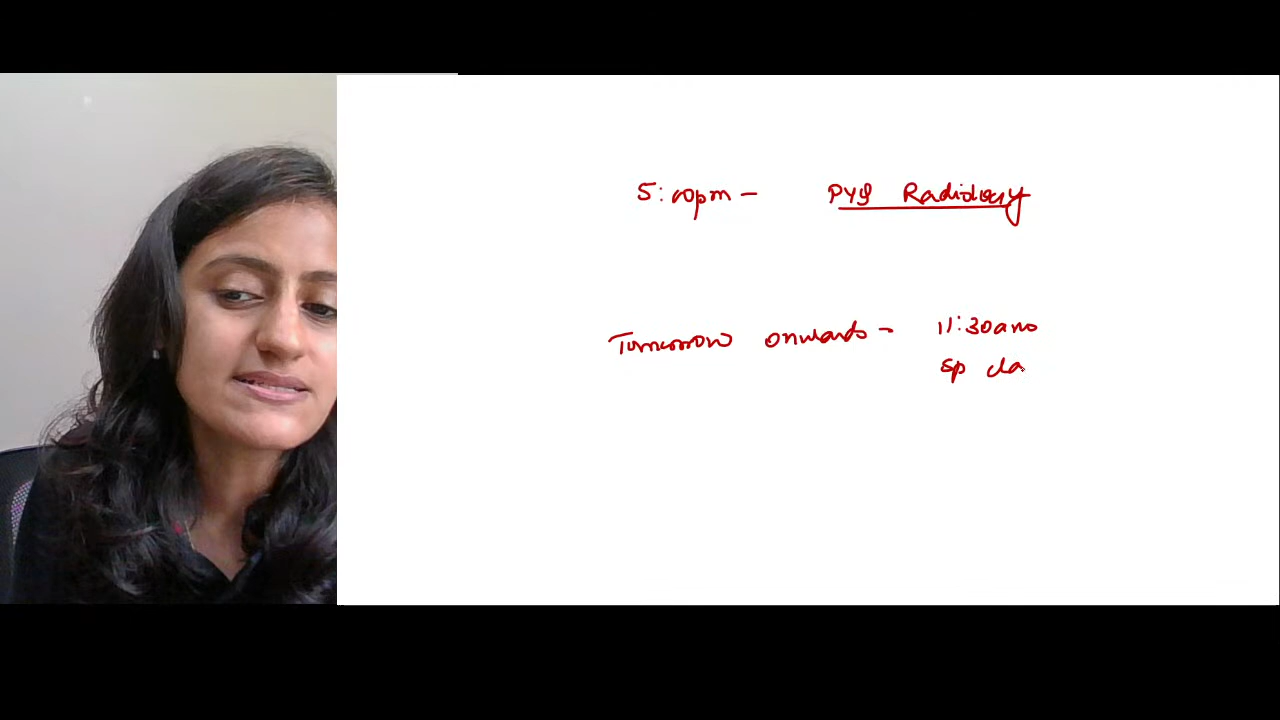 5:00pm - PYQ Radiology
Tomorrow onwards - 11:30am
Sp cla